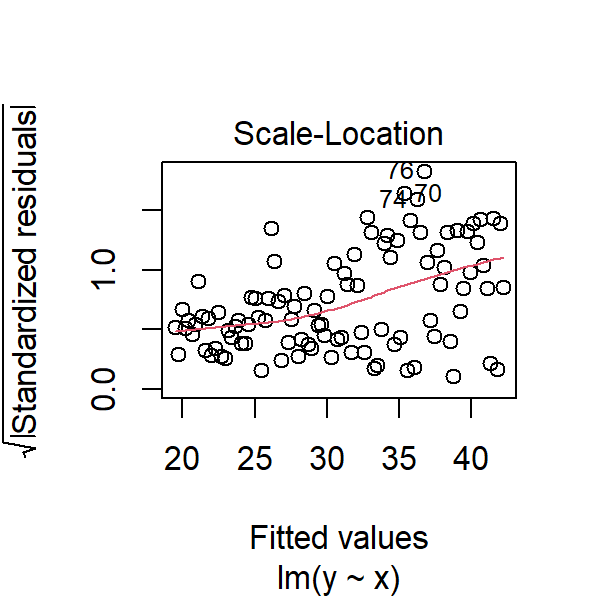 Scale-Location
√|Standardized residuals|
0.0 1.0
76
74 70
20 25 30 35 40
Fitted values
lm(y ~ x)